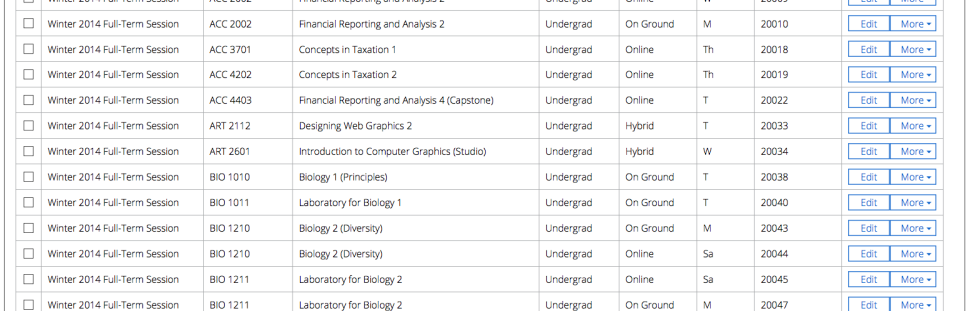 Winter 2014 Full-Term Session ACC 2002 Financial Reporting and Analysis 2 Undergrad On Ground M 20010 Edit More
Winter 2014 Full-Term Session ACC 3701 Concepts in Taxation 1 Undergrad Online Th 20018 Edit More
Winter 2014 Full-Term Session ACC 4202 Concepts in Taxation 2 Undergrad Online Th 20019 Edit More
Winter 2014 Full-Term Session ACC 4403 Financial Reporting and Analysis 4 (Capstone) Undergrad Online T 20022 Edit More
Winter 2014 Full-Term Session ART 2112 Designing Web Graphics 2 Undergrad Hybrid T 20033 Edit More
Winter 2014 Full-Term Session ART 2601 Introduction to Computer Graphics (Studio) Undergrad Hybrid W 20034 Edit More
Winter 2014 Full-Term Session BIO 1010 Biology 1 (Principles) Undergrad On Ground T 20038 Edit More
Winter 2014 Full-Term Session BIO 1011 Laboratory for Biology 1 Undergrad On Ground T 20040 Edit More
Winter 2014 Full-Term Session BIO 1210 Biology 2 (Diversity) Undergrad On Ground M 20043 Edit More
Winter 2014 Full-Term Session BIO 1210 Biology 2 (Diversity) Undergrad Online Sa 20044 Edit More
Winter 2014 Full-Term Session BIO 1211 Laboratory for Biology 2 Undergrad Online Sa 20045 Edit More
Winter 2014 Full-Term Session BIO 1211 Laboratory for Biology 2 Undergrad On Ground M 20047 Edit More